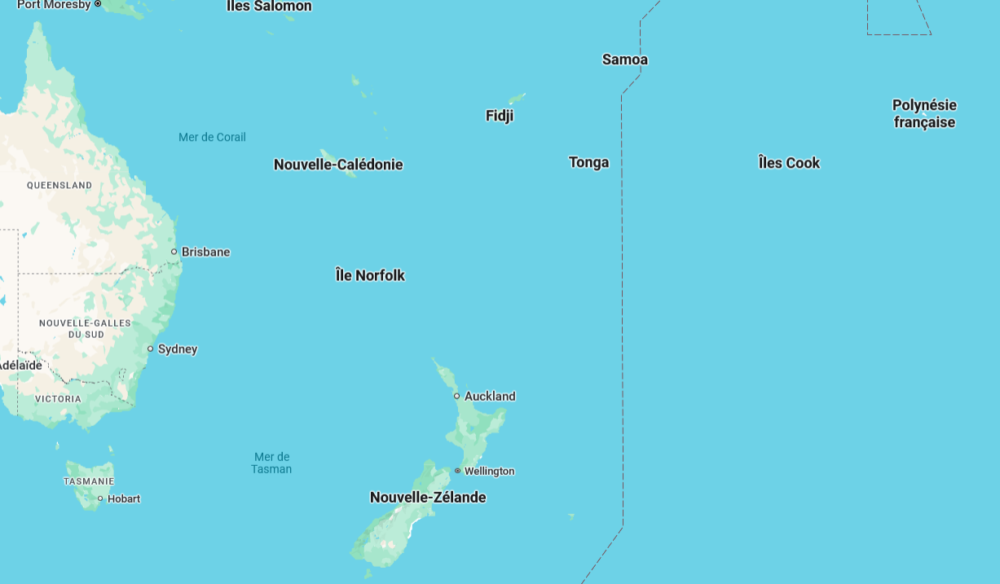 Port Moresby
Îles Salomon
Samoa
Polynésie
française
Fidji
Mer de Corail
Tonga
Îles Cook
Nouvelle-Calédonie
QUEENSLAND
Brisbane
Île Norfolk
NOUVELLE-GALLES
DU SUD
Sydney
Adélaïde
VICTORIA
Auckland
Mer de
Tasman
Wellington
TASMANIE
Hobart
Nouvelle-Zélande